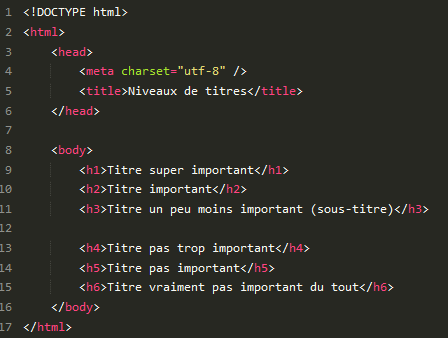 1 <!DOCTYPE html>
2 <html>
3     <head>
4         <meta charset="utf-8" />
5         <title>Niveaux de titres</title>
6     </head>
7
8     <body>
9         <h1>Titre super important</h1>
10         <h2>Titre important</h2>
11         <h3>Titre un peu moins important (sous-titre)</h3>
12
13         <h4>Titre pas trop important</h4>
14         <h5>Titre pas important</h5>
15         <h6>Titre vraiment pas important du tout</h6>
16     </body>
17 </html>